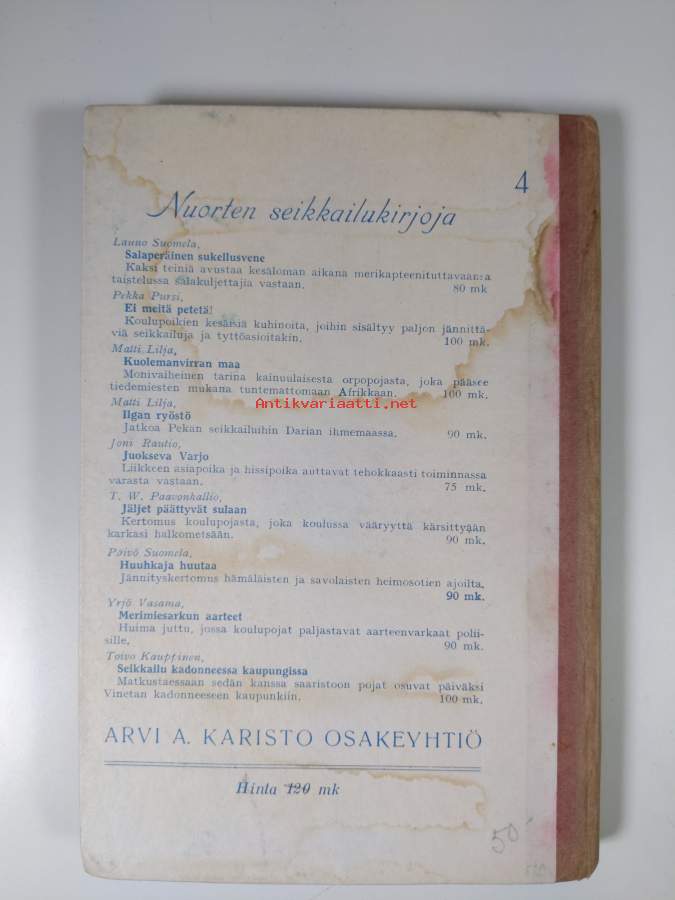 4
Nuorten seikkailukirjoja
Launo Suomela,
Salaperäinen sukellusvene
Kaksi teiniä avustaa kesäloman aikana merikapteenituttavaansa
taistelussa salakuljettajia vastaan. 80 mk
Pekka Pursi,
Ei meitä petetä!
Koulupoikien kesäisiä kuhinoita, joihin sisältyy paljon jännittä-
viä seikkailuja ja tyttöasioitakin. 100 mk.
Matti Lilja,
Kuolemanvirran maa
Monivaiheinen tarina kainuulaisesta orpopojasta, joka pääsee
tiedemiesten mukana tuntemattomaan Afrikkaan. 100 mk.
Antikvariaatti.net
Matti Lilja,
Ilgan ryöstö
Jatkoa Pekan seikkailuihin Darian ihmemaassa. 90 mk.
Joni Rautio,
Juokseva Varjo
Liikkeen asiapoika ja hissipoika auttavat tehokkaasti toiminnassa
varasta vastaan. 75 mk.
T. W. Paavonkallio,
Jäljet päättyvät sulaan
Kertomus koulupojasta, joka koulussa vääryyttä kärsittyään
karkasi halkometsään. 90 mk.
Poivö Suomela,
Huuhkaja huutaa
Jännityskertomus hämäläisten ja savolaisten heimosotien ajoilta.
90 mk.
Yrjö Vasama,
Merimiesarkun aarteet
Huima juttu, jossa koulupojat paljastavat aarteenvarkaat polii-
sille. 90 mk.
Toivo Kauppinen,
Seikkailu kadonneessa kaupungissa
Matkustaessaan sedän kanssa saaristoon pojat osuvat päiväksi
Vinetan kadonneeseen kaupunkiin. 100 mk.
ARVI A. KARISTO OSAKEYHTIÖ
Hinta 120 mk
50